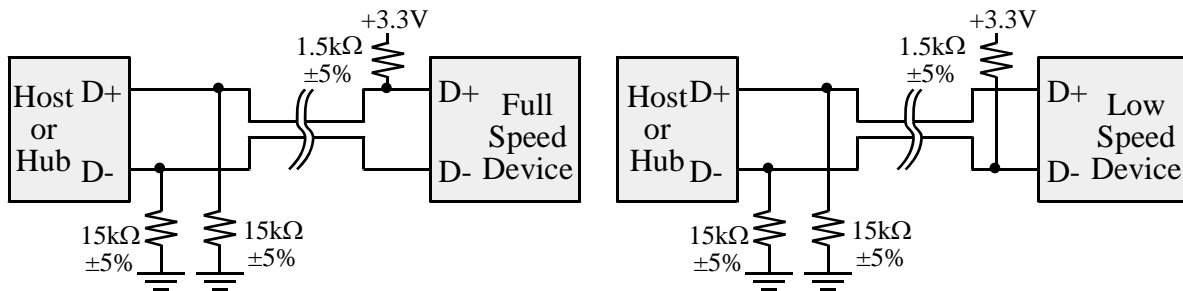 +3.3V
1.5kΩ
±5%
Host
or
Hub
D+
D-
D+
D-
Full
Speed
Device
15kΩ
±5%
15kΩ
±5%
1.5kΩ
±5%
Host
or
Hub
D+
D-
+3.3V
D+
D-
Low
Speed
Device
15kΩ
±5%
15kΩ
±5%